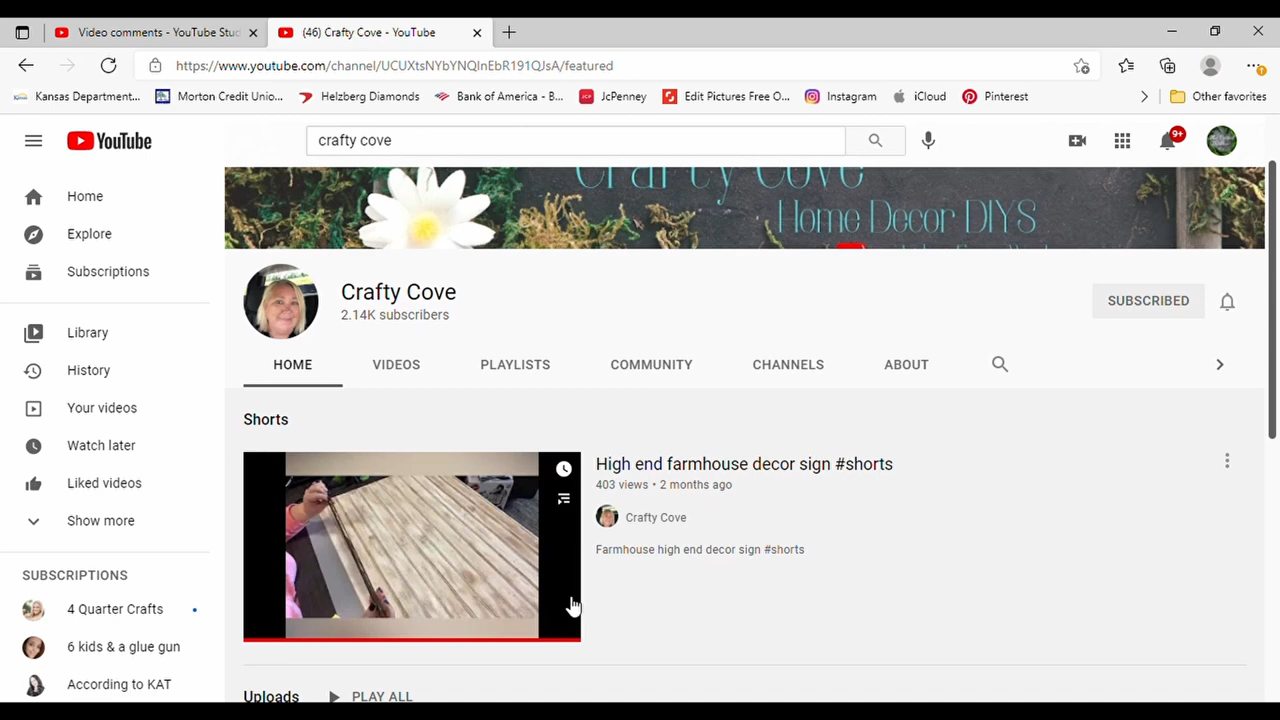 Video comments - YouTube Stud
(46) Crafty Cove - YouTube
https://www.youtube.com/channel/UCUXtsNYbYNQInEbR191QJsA/featured
Kansas Department...
Morton Credit Unio...
Helzberg Diamonds
Bank of America - B...
JCP
JcPenney
Edit Pictures Free O...
Instagram
iCloud
Pinterest
Other favorites
YouTube
crafty cove
9+
Crafty Cove
Home Decor DIYS
Home
Explore
Subscriptions
Library
History
Your videos
Watch later
Liked videos
Show more
SUBSCRIPTIONS
4 Quarter Crafts
6 kids & a glue gun
According to KAT
Crafty Cove
2.14K subscribers
SUBSCRIBED
HOME
VIDEOS
PLAYLISTS
COMMUNITY
CHANNELS
ABOUT
Shorts
High end farmhouse decor sign #shorts
403 views • 2 months ago
Crafty Cove
Farmhouse high end decor sign #shorts
Uploads
PLAY ALL